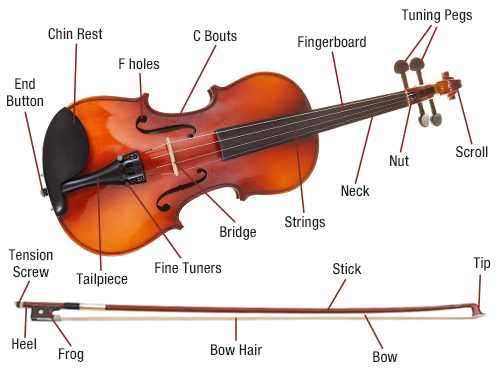 Tuning Pegs
Chin Rest
C Bouts
Fingerboard
F holes
End
Button
Nut
Scroll
Neck
Strings
Bridge
Fine Tuners
Tailpiece
Tension
Screw
Stick
Tip
Heel
Frog
Bow Hair
Bow